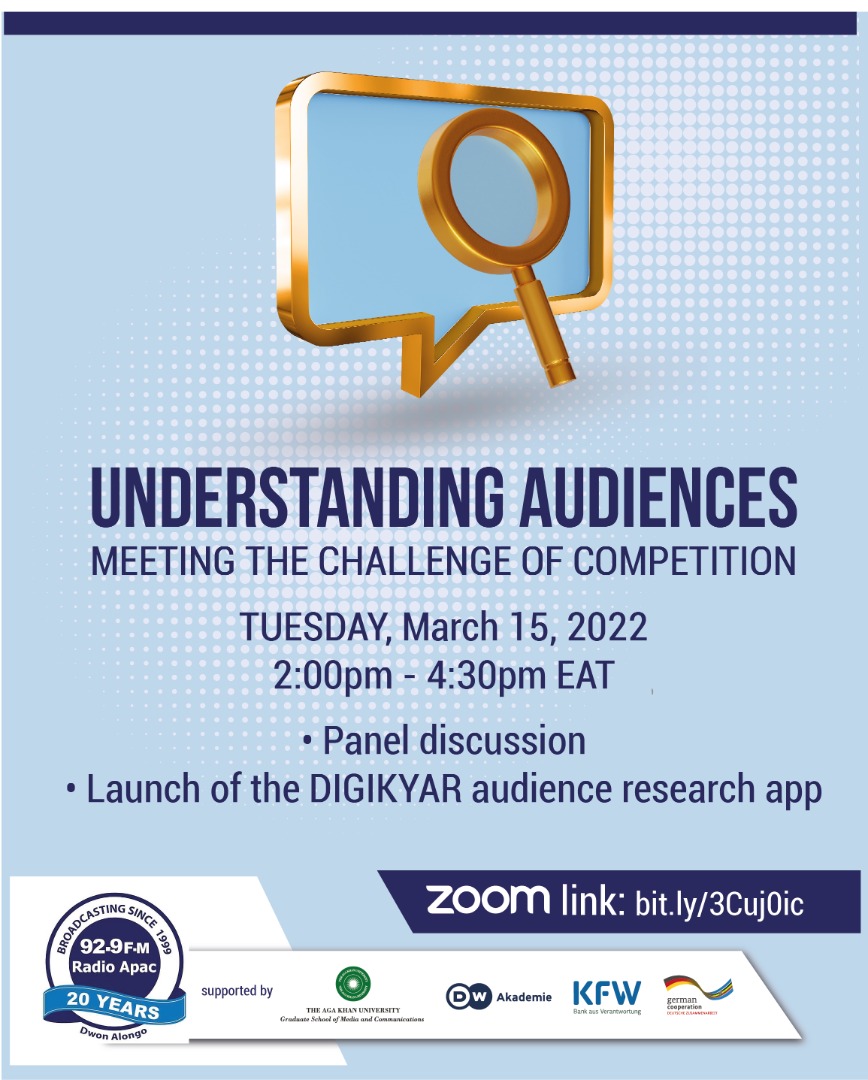 UNDERSTANDING AUDIENCES
MEETING THE CHALLENGE OF COMPETITION
TUESDAY, March 15, 2022
2:00pm - 4:30pm EAT
• Panel discussion
• Launch of the DIGIKYAR audience research app
zoom link: bit.ly/3Cuj0ic
BROADCASTING SINCE 1999
92-9F-M
Radio Apac
20 YEARS
Dwon Alongo
supported by
THE AGA KHAN UNIVERSITY
Graduate School of Media and Communications
DW Akademie
KFW
Bank aus Verantwortung
german
cooperation
DEUTSCHE ZUSAMMENARBEIT